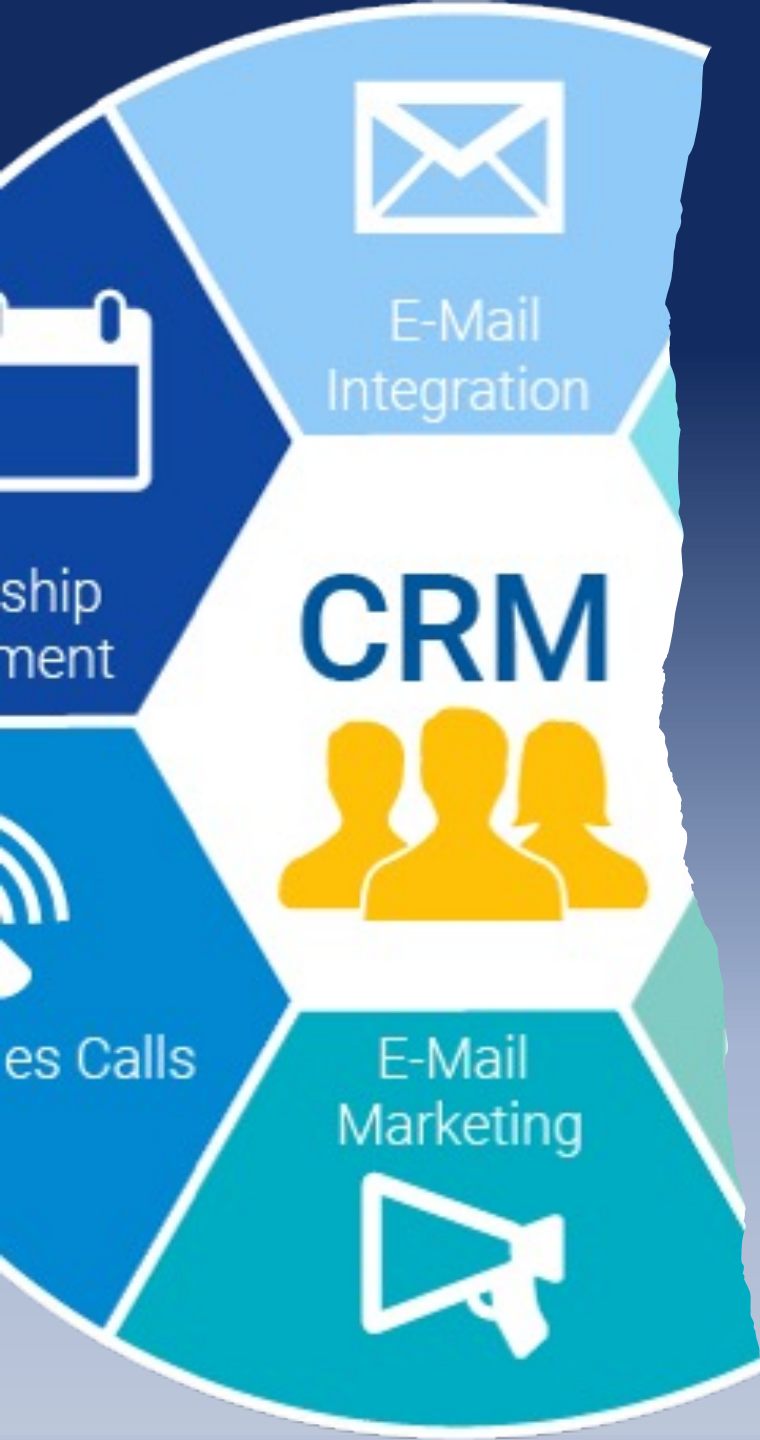 E-Mail
Integration
ship
ment
CRM
es Calls
E-Mail
Marketing